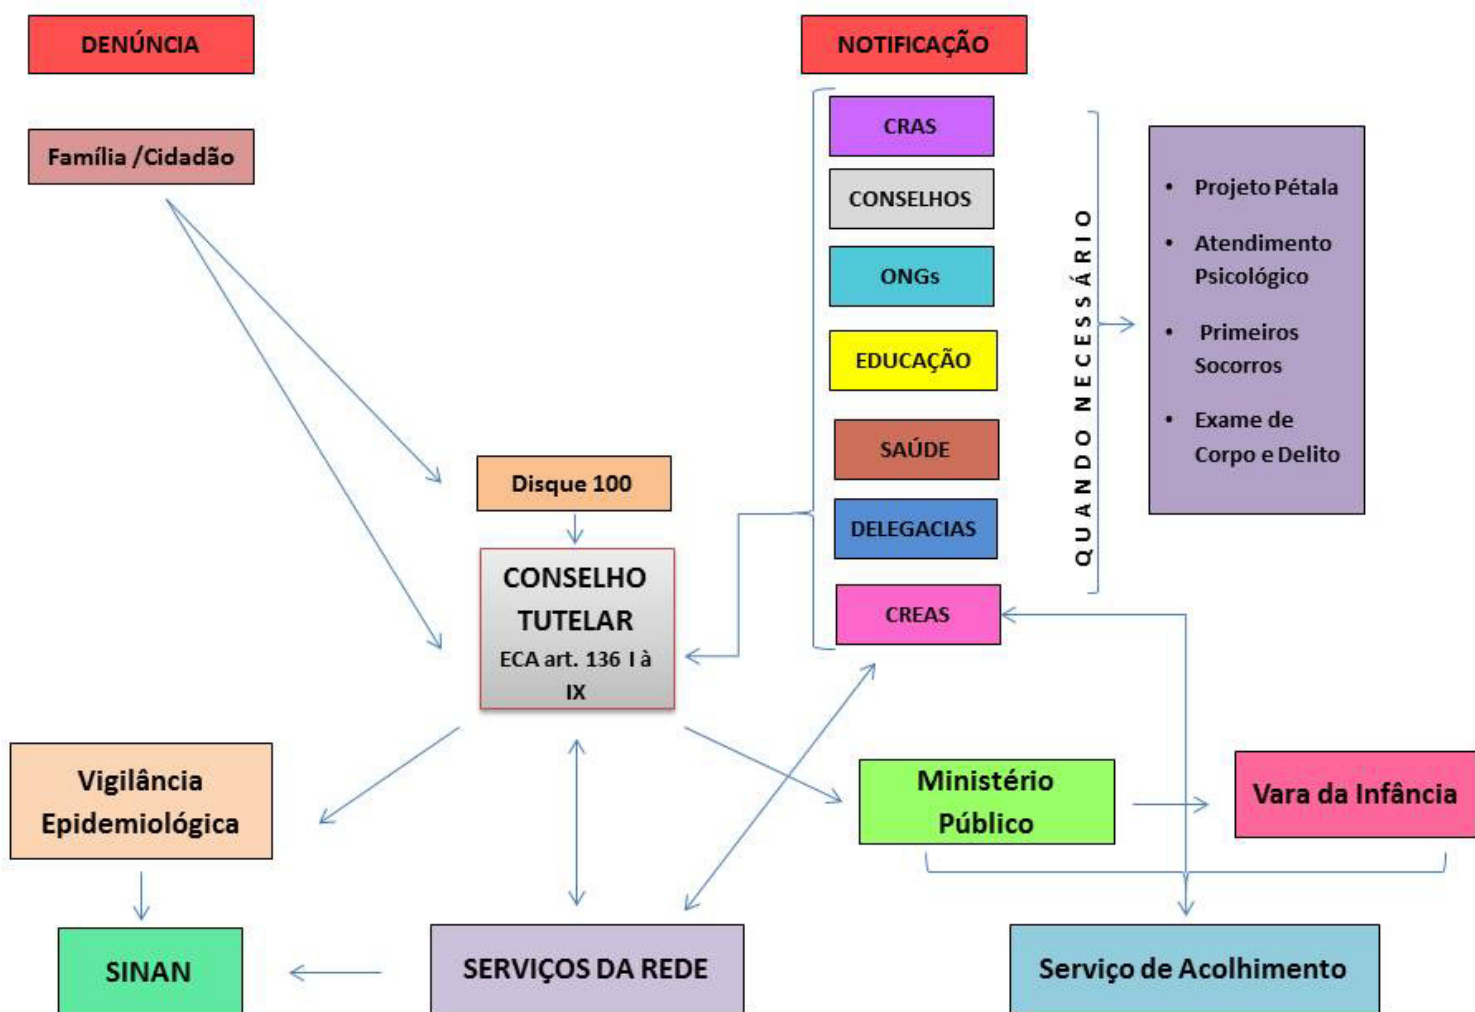 DENÚNCIA
Família /Cidadão
NOTIFICAÇÃO
CRAS
CONSELHOS
ONGs
EDUCAÇÃO
SAÚDE
DELEGACIAS
CREAS
QUANDO NECESSÁRIO
• Projeto Pétala
• Atendimento
Psicológico
• Primeiros
Socorros
• Exame de
Corpo e Delito
Disque 100
CONSELHO
TUTELAR
ECA art. 136 I à
IX
Vigilância
Epidemiológica
Ministério
Público
Vara da Infância
SINAN
SERVIÇOS DA REDE
Serviço de Acolhimento